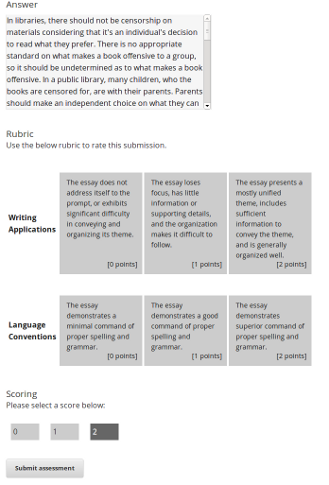 Answer
In libraries, there should not be censorship on
materials considering that it's an individual's decision
to read what they prefer. There is no appropriate
standard on what makes a book offensive to a group,
so it should be undetermined as to what makes a book
offensive. In a public library, many children, who the
books are censored for, are with their parents. Parents
should make an independent choice on what they can
Rubric
Use the below rubric to rate this submission.
Writing
Applications
The essay does not
address itself to the
prompt, or exhibits
significant difficulty
in conveying and
organizing its theme.
[0 points]
The essay loses
focus, has little
information or
supporting details,
and the organization
makes it difficult to
follow.
[1 points]
The essay presents a
mostly unified
theme, includes
sufficient
information to
convey the theme,
and is generally
organized well.
[2 points]
Language
Conventions
The essay
demonstrates a
minimal command of
proper spelling and
grammar.
[0 points]
The essay
demonstrates a good
command of proper
spelling and
grammar.
[1 points]
The essay
demonstrates
superior command of
proper spelling and
grammar.
[2 points]
Scoring
Please select a score below:
0
1
2
Submit assessment